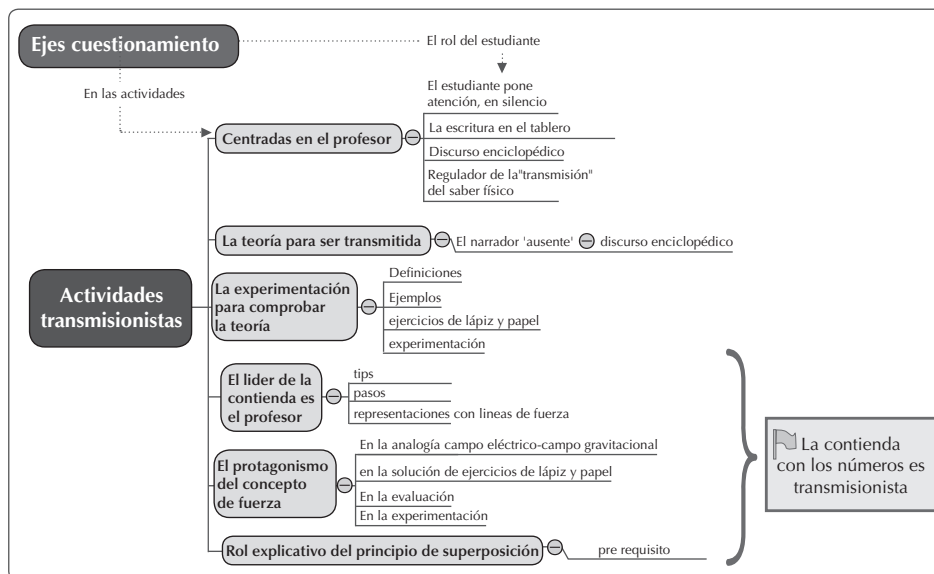 Ejes cuestionamiento
El rol del estudiante
En las actividades
El estudiante pone
atención, en silencio
La escritura en el tablero
Centradas en el profesor
Discurso enciclopédico
Regulador de la"transmisión"
del saber físico
La teoría para ser transmitida
El narrador 'ausente'
discurso enciclopédico
Actividades
transmisionistas
La experimentación
para comprobar
la teoría
Definiciones
Ejemplos
ejercicios de lápiz y papel
experimentación
El lider de la
contienda es
el profesor
tips
pasos
representaciones con lineas de fuerza
El protagonismo
del concepto
de fuerza
En la analogía campo eléctrico-campo gravitacional
en la solución de ejercicios de lápiz y papel
En la evaluación
En la experimentación
Rol explicativo del principio de superposición
pre requisito
La contienda
con los números es
transmisionista